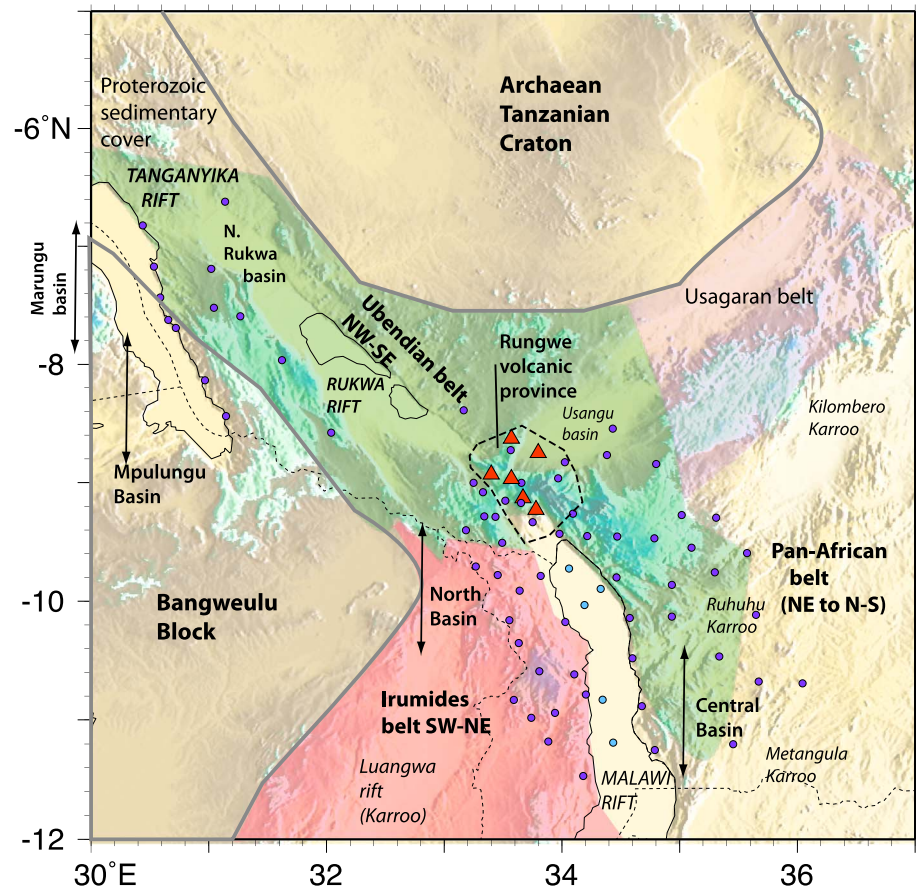 Proterozoic
sedimentary
cover
Archaean
Tanzanian
Craton
-6°N
TANGANYIKA
RIFT
N.
Rukwa
basin
Marungu
basin
Usagaran belt
Ubendian belt
NW-SE
Rungwe
volcanic
province
-8
RUKWA
RIFT
Usangu
basin
Kilombero
Karroo
Mpulungu
Basin
Pan-African
belt
(NE to N-S)
-10
Bangweulu
Block
North
Basin
Ruhuhu
Karroo
Irumides
belt SW-NE
Central
Basin
Luangwa
rift
(Karroo)
MALAWI
RIFT
Metangula
Karroo
-12
30°E
32
34
36